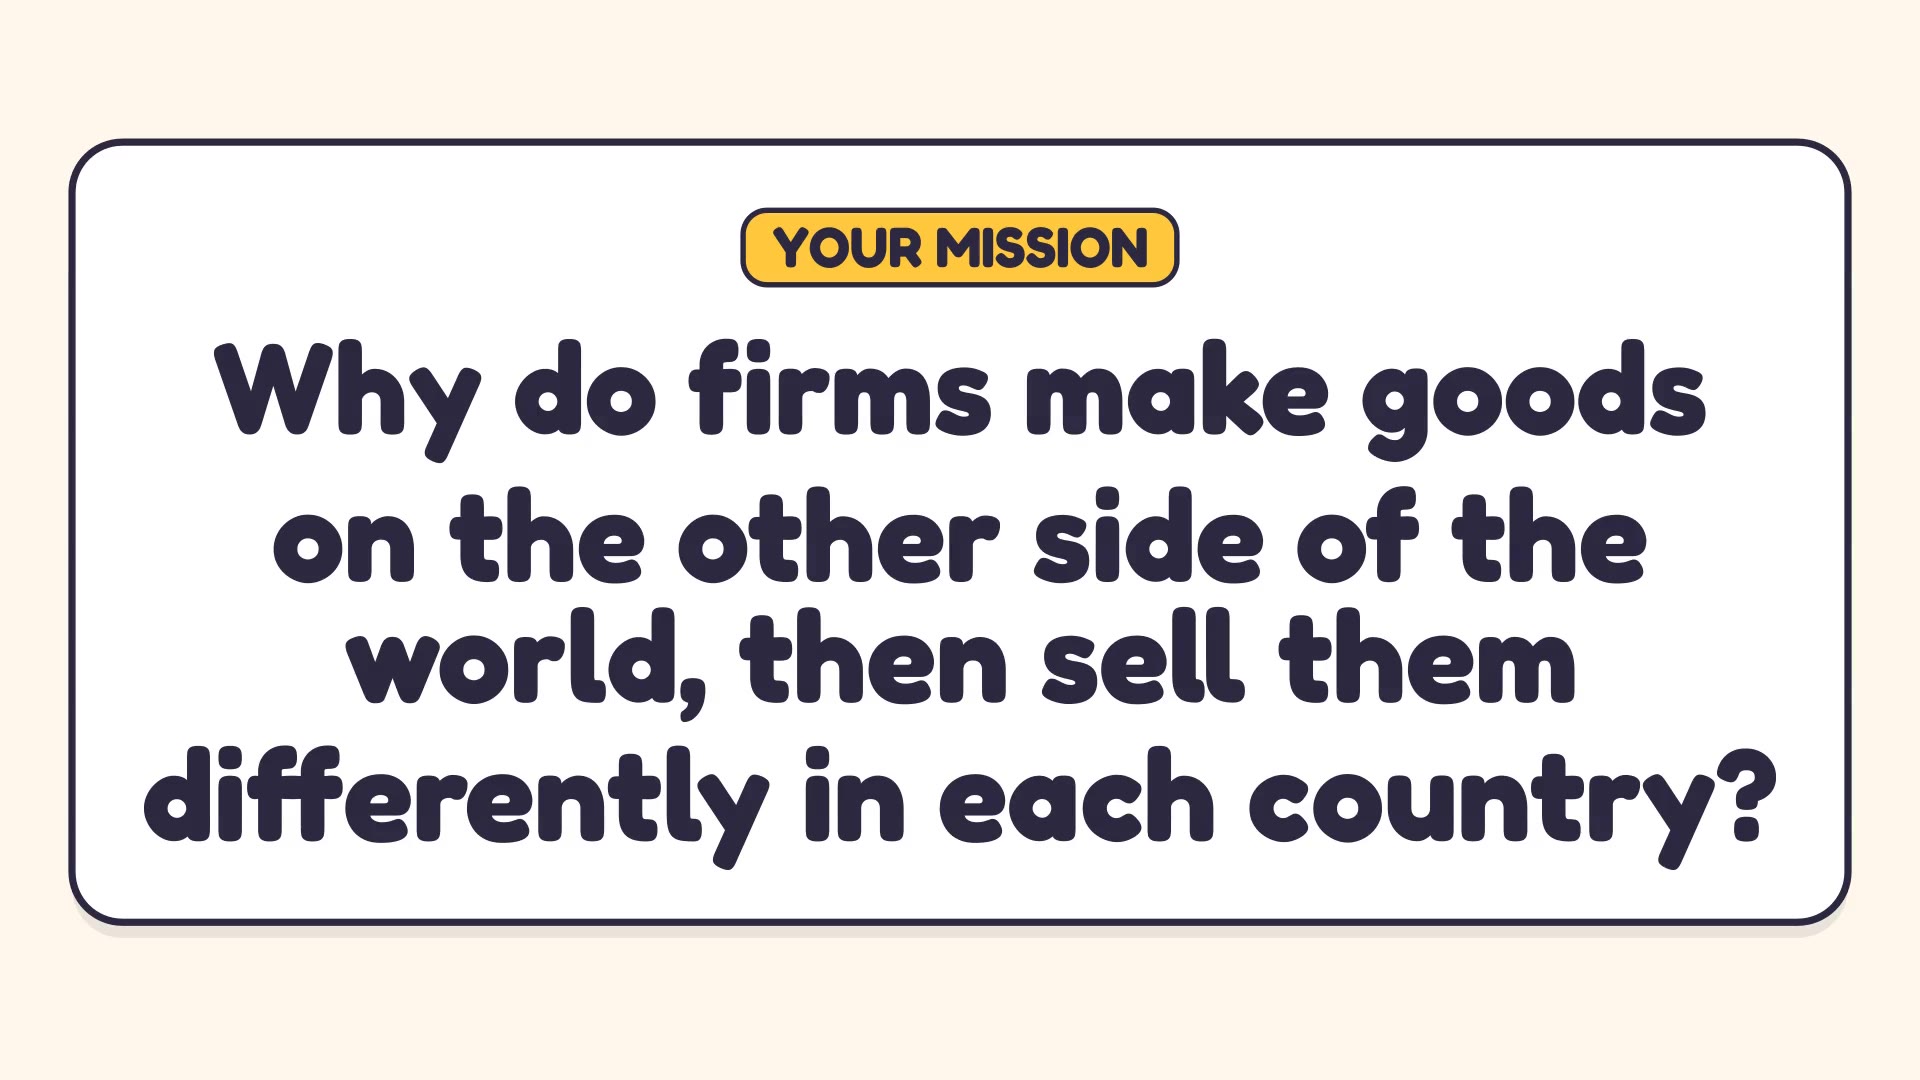 YOUR MISSION
Why do firms make goods
on the other side of the
world, then sell them
differently in each country?